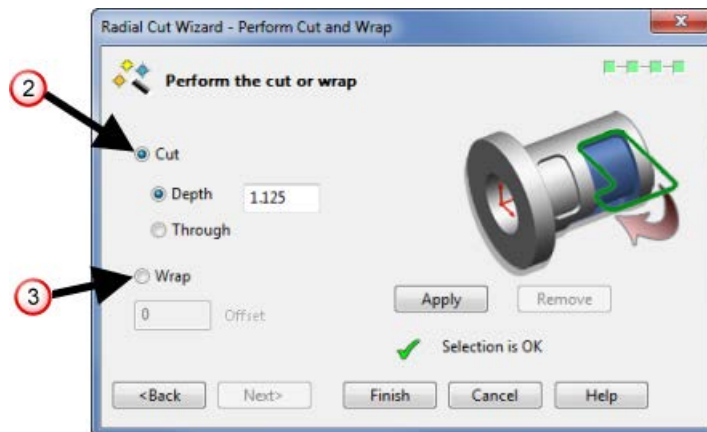 Radial Cut Wizard - Perform Cut and Wrap
x
Perform the cut or wrap
2
Cut
Depth 1.125
Through
3
Wrap
0 Offset
Apply Remove
Selection is OK
<Back Next> Finish Cancel Help